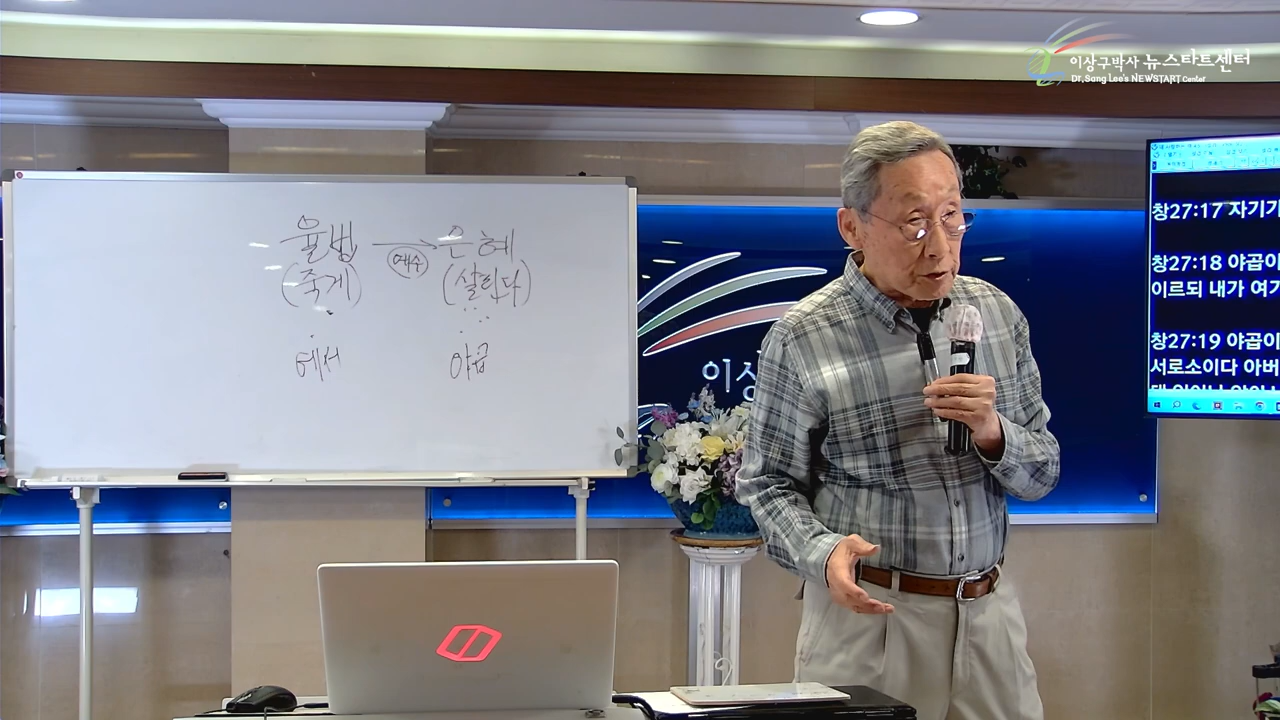 이상구박사 뉴스타트센터
Dr. Sang Lee's NEWSTART Center
율법 → 은혜
예수
(죽게) (살린다)
에서 야곱
이상
창27:17 자기가
창27:18 야곱이
이르되 내가 여기
창27:19 야곱이
서로소이다 아버